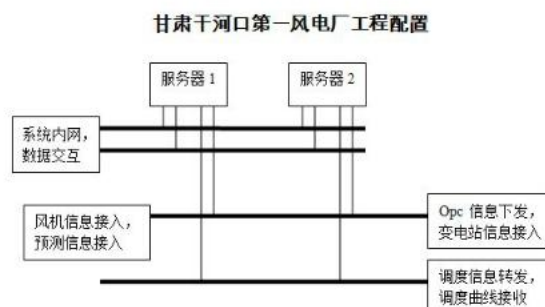 甘肃干河口第一风电厂工程配置
服务器 1
服务器 2
系统内网，
数据交互
风机信息接入，
预测信息接入
Opc 信息下发，
变电站信息接入
调度信息转发，
调度曲线接收